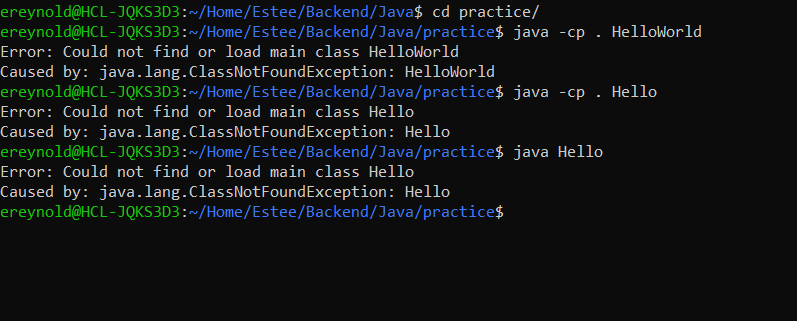 ereynold@HCL-JQKS3D3:~/Home/Estee/Backend/Java$ cd practice/
ereynold@HCL-JQKS3D3:~/Home/Estee/Backend/Java/practice$ java -cp . HelloWorld
Error: Could not find or load main class HelloWorld
Caused by: java.lang.ClassNotFoundException: HelloWorld
ereynold@HCL-JQKS3D3:~/Home/Estee/Backend/Java/practice$ java -cp . Hello
Error: Could not find or load main class Hello
Caused by: java.lang.ClassNotFoundException: Hello
ereynold@HCL-JQKS3D3:~/Home/Estee/Backend/Java/practice$ java Hello
Error: Could not find or load main class Hello
Caused by: java.lang.ClassNotFoundException: Hello
ereynold@HCL-JQKS3D3:~/Home/Estee/Backend/Java/practice$